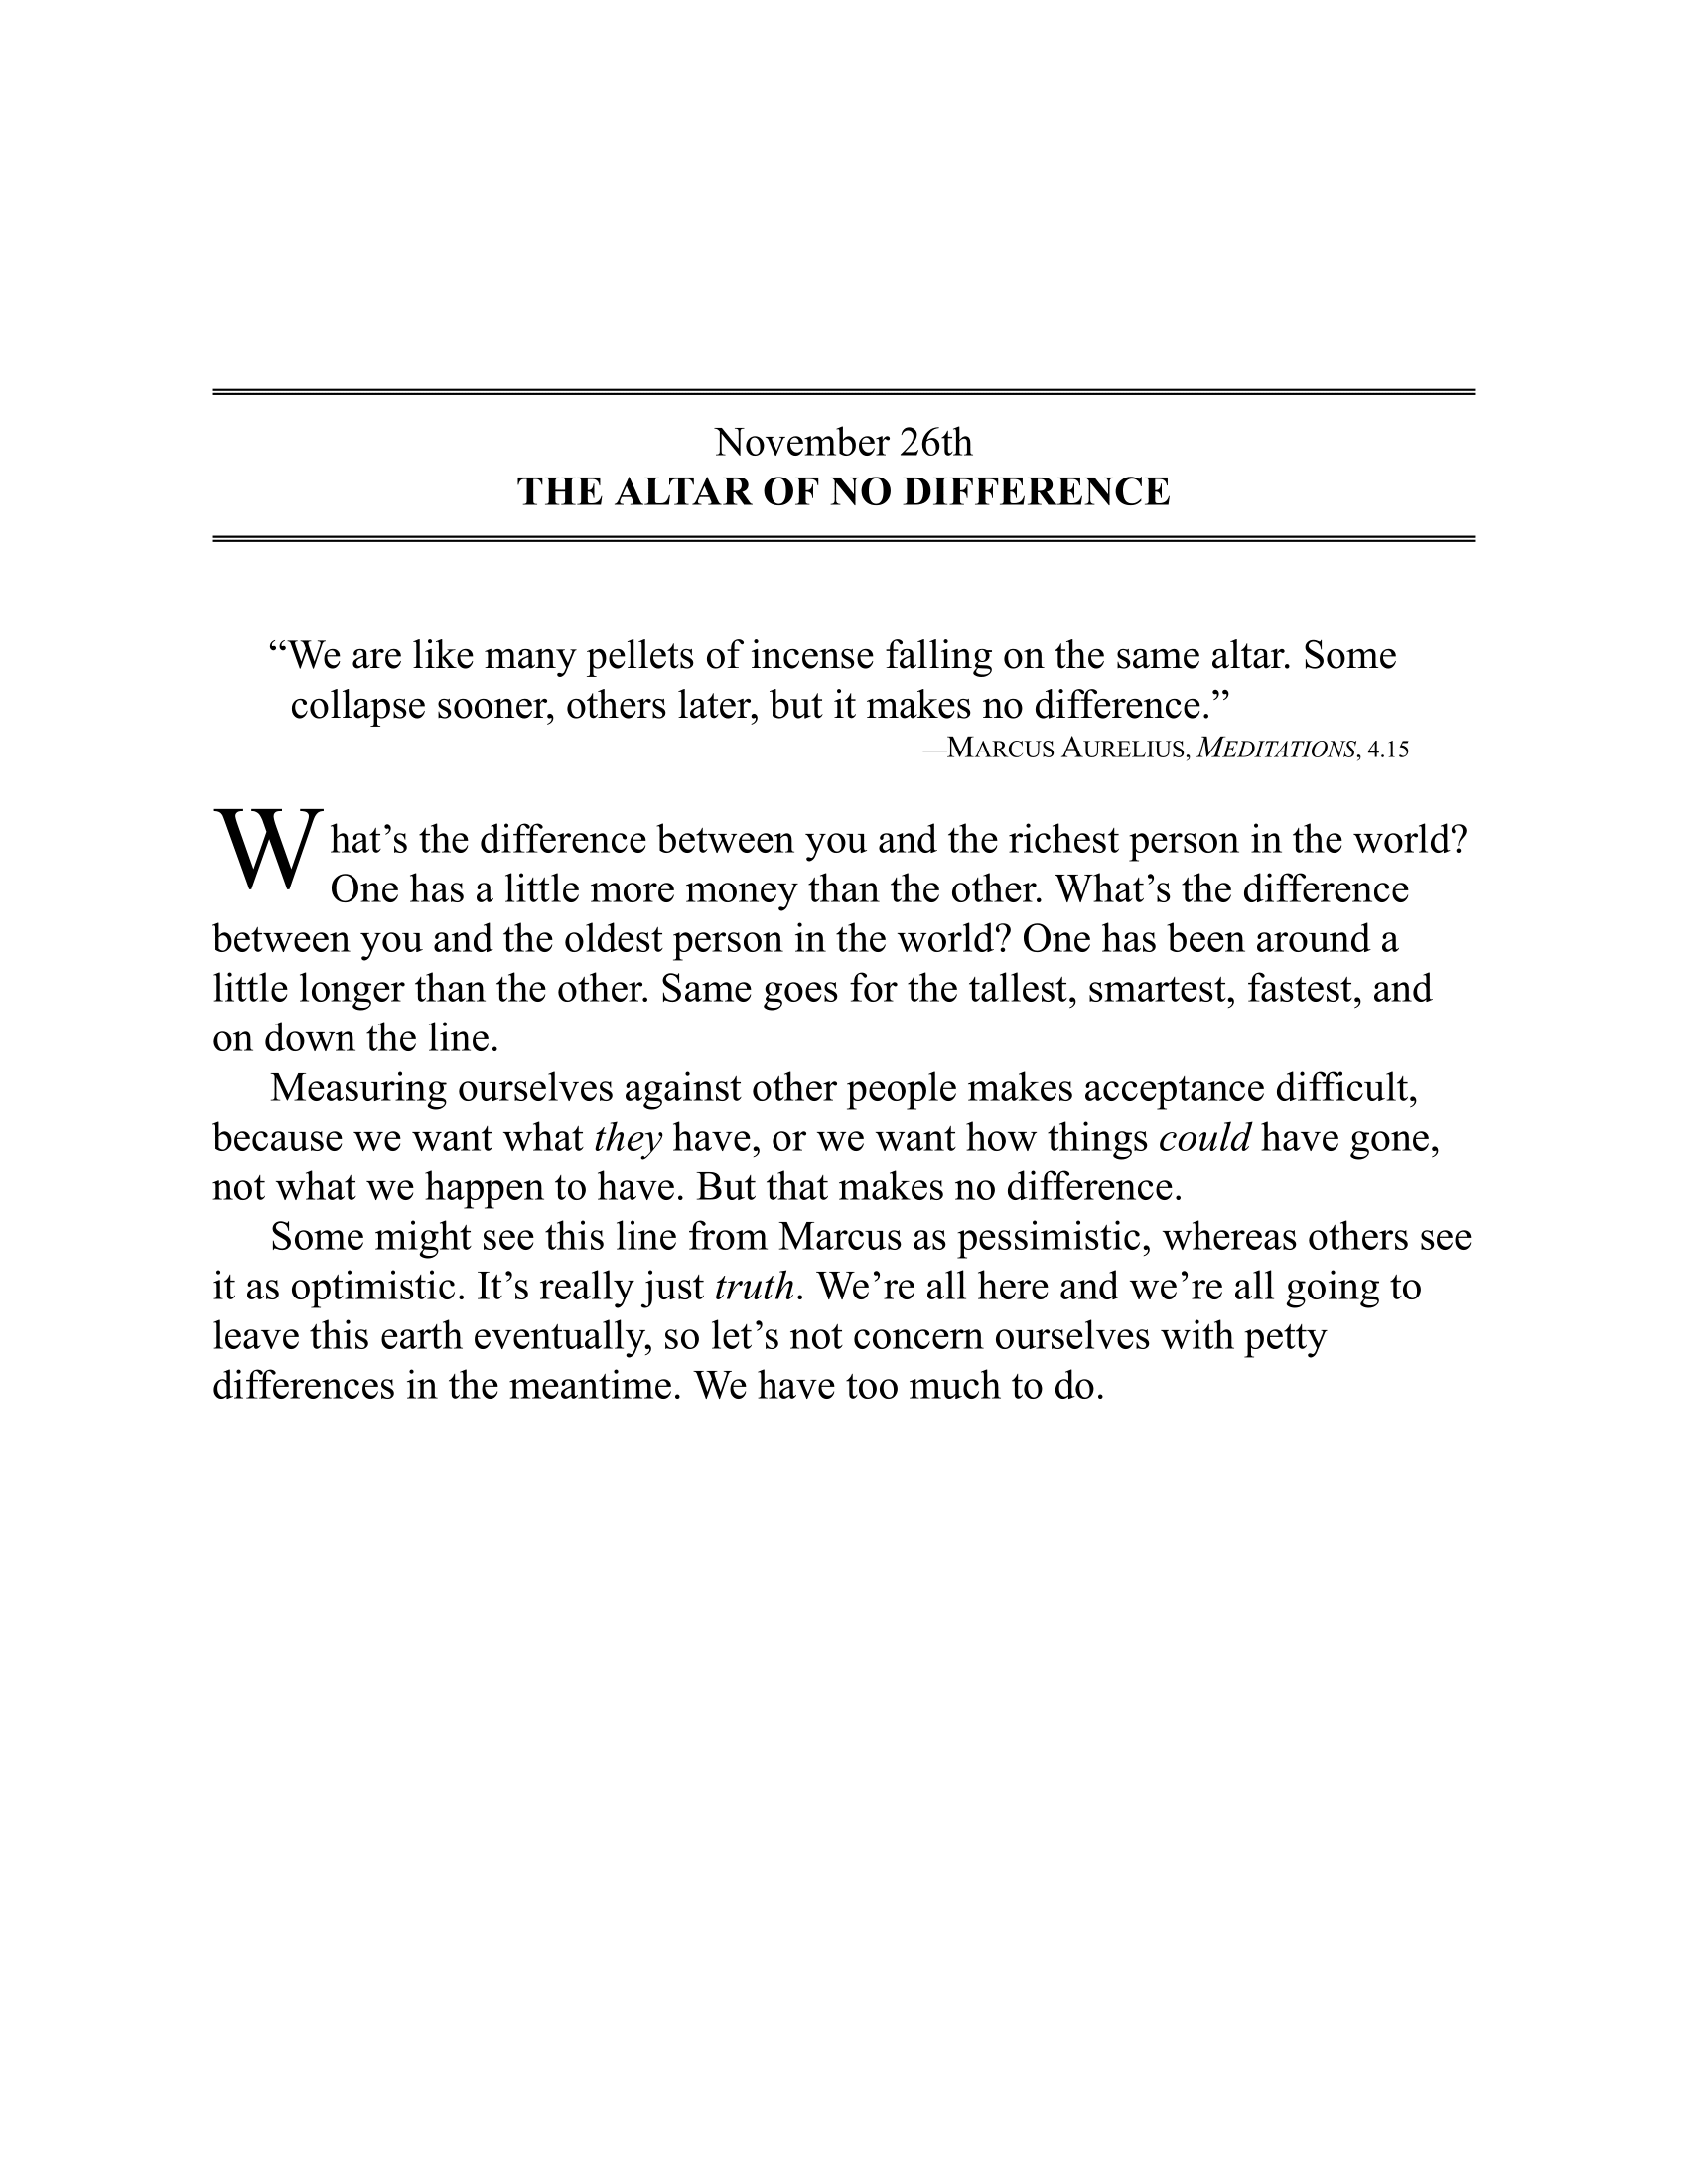 November 26th
THE ALTAR OF NO DIFFERENCE
“We are like many pellets of incense falling on the same altar. Some
collapse sooner, others later, but it makes no difference.”
—MARCUS AURELIUS, MEDITATIONS, 4.15
What’s the difference between you and the richest person in the world?
One has a little more money than the other. What’s the difference
between you and the oldest person in the world? One has been around a
little longer than the other. Same goes for the tallest, smartest, fastest, and
on down the line.
Measuring ourselves against other people makes acceptance difficult,
because we want what they have, or we want how things could have gone,
not what we happen to have. But that makes no difference.
Some might see this line from Marcus as pessimistic, whereas others see
it as optimistic. It’s really just truth. We’re all here and we’re all going to
leave this earth eventually, so let’s not concern ourselves with petty
differences in the meantime. We have too much to do.